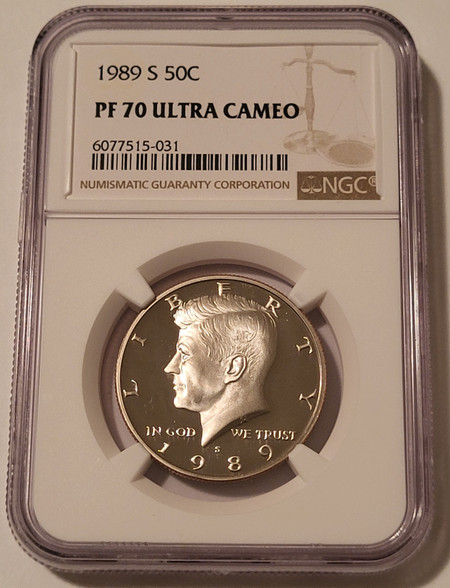 1989 S 50C
PF 70 ULTRA CAMEO
6077515-031
NUMISMATIC GUARANTY CORPORATION NGC®
LIBERTY
IN GOD WE TRUST
S
1989